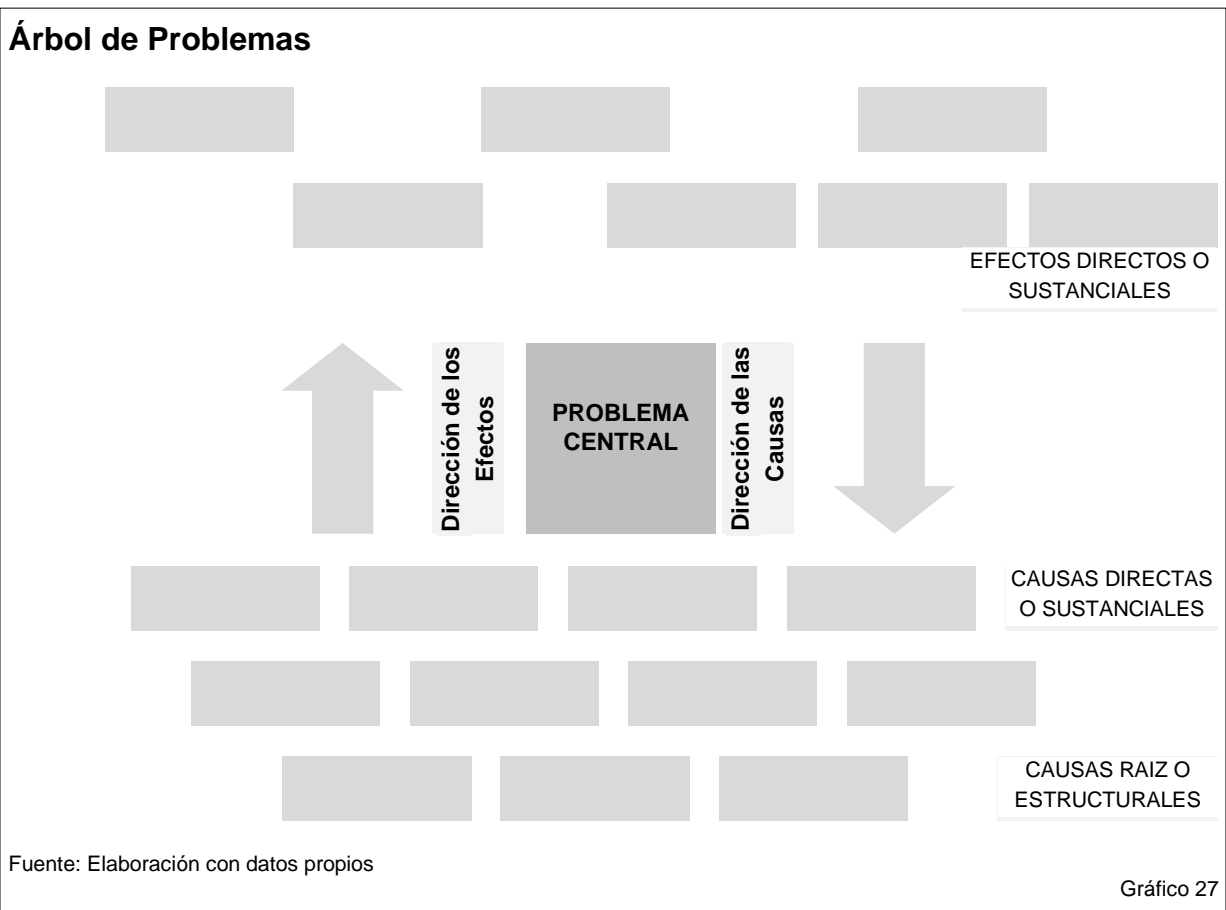 Árbol de Problemas
EFECTOS DIRECTOS O
SUSTANCIALES
Dirección de los
Efectos
PROBLEMA
CENTRAL
Dirección de las
Causas
CAUSAS DIRECTAS
O SUSTANCIALES
CAUSAS RAIZ O
ESTRUCTURALES
Fuente: Elaboración con datos propios
Gráfico 27